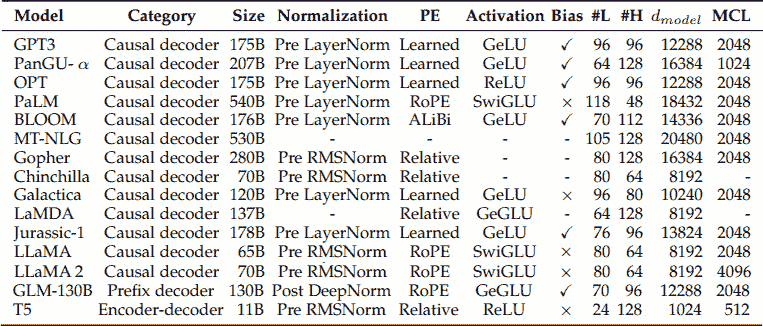 Model Category Size Normalization PE Activation Bias #L #H d_model MCL
GPT3 Causal decoder 175B Pre LayerNorm Learned GeLU ✓ 96 96 12288 2048
PanGU- α Causal decoder 207B Pre LayerNorm Learned GeLU ✓ 64 128 16384 1024
OPT Causal decoder 175B Pre LayerNorm Learned ReLU ✓ 96 96 12288 2048
PaLM Causal decoder 540B Pre LayerNorm RoPE SwiGLU × 118 48 18432 2048
BLOOM Causal decoder 176B Pre LayerNorm ALiBi GeLU ✓ 70 112 14336 2048
MT-NLG Causal decoder 530B - - - - 105 128 20480 2048
Gopher Causal decoder 280B Pre RMSNorm Relative - - 80 128 16384 2048
Chinchilla Causal decoder 70B Pre RMSNorm Relative - - 80 64 8192 -
Galactica Causal decoder 120B Pre LayerNorm Learned GeLU × 96 80 10240 2048
LaMDA Causal decoder 137B - Relative GeGLU - 64 128 8192 -
Jurassic-1 Causal decoder 178B Pre LayerNorm Learned GeLU ✓ 76 96 13824 2048
LLaMA Causal decoder 65B Pre RMSNorm RoPE SwiGLU × 80 64 8192 2048
LLaMA 2 Causal decoder 70B Pre RMSNorm RoPE SwiGLU × 80 64 8192 4096
GLM-130B Prefix decoder 130B Post DeepNorm RoPE GeGLU ✓ 70 96 12288 2048
T5 Encoder-decoder 11B Pre RMSNorm Relative ReLU × 24 128 1024 512